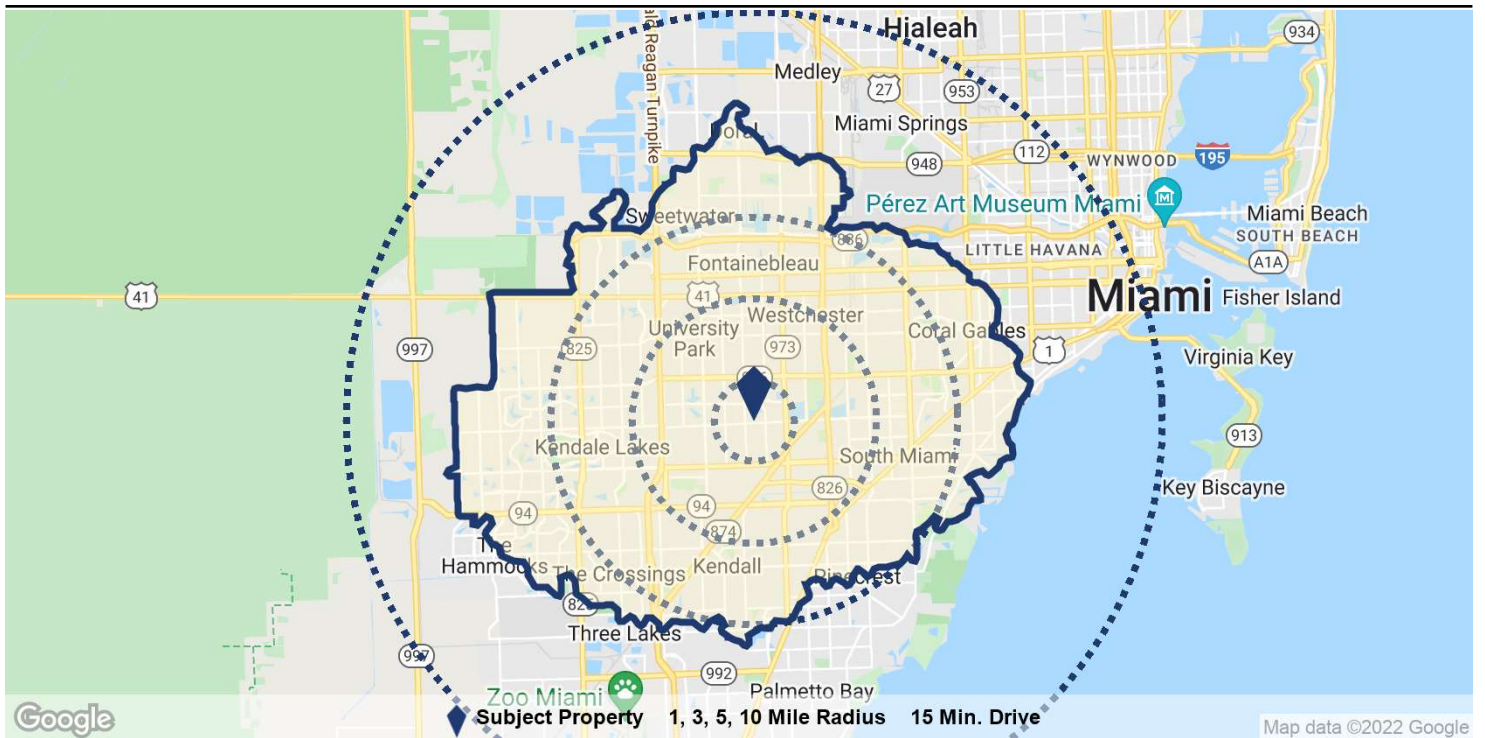 Hialeah
934
ald Reagan Turnpike
Medley
27
953
Miami Springs
Doral
112
WYNWOOD
195
948
Pérez Art Museum Miami
Sweetwater
Miami Beach
SOUTH BEACH
836
LITTLE HAVANA
A1A
Fontainebleau
41
41
Miami
Fisher Island
Westchester
University
Park
Coral Gables
997
825
973
1
Virginia Key
913
Kendale Lakes
South Miami
826
Key Biscayne
94
94
874
The
Hammocks
The Crossings
Kendall
Pinecrest
825
Three Lakes
997
992
Zoo Miami
Palmetto Bay
Google
Subject Property 1, 3, 5, 10 Mile Radius 15 Min. Drive
Map data ©2022 Google